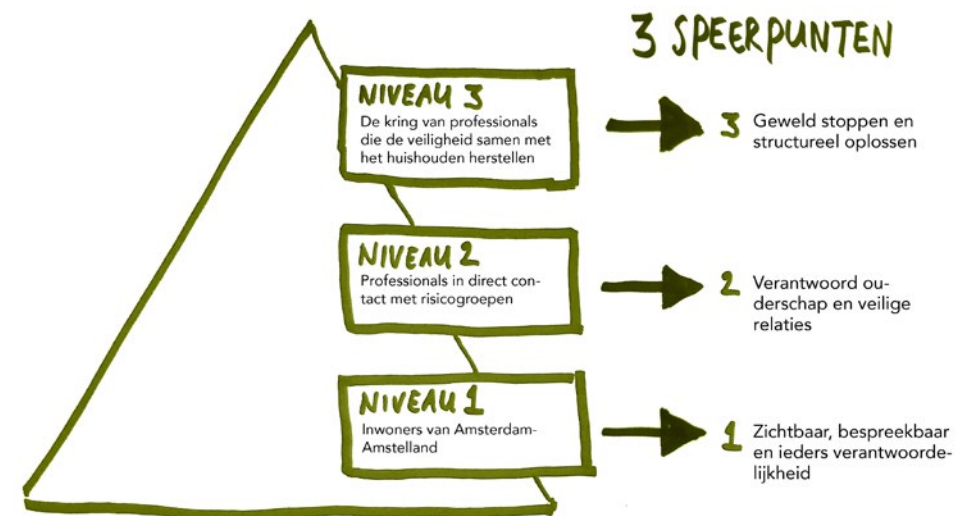 3 SPEERPUNTEN
NIVEAU 3
De kring van professionals
die de veiligheid samen met
het huishouden herstellen
3 Geweld stoppen en
structureel oplossen
NIVEAU 2
Professionals in direct con-
tact met risicogroepen
2 Verantwoord ou-
derschap en veilige
relaties
NIVEAU 1
Inwoners van Amsterdam-
Amstelland
1 Zichtbaar, bespreekbaar
en ieders verantwoorde-
lijkheid